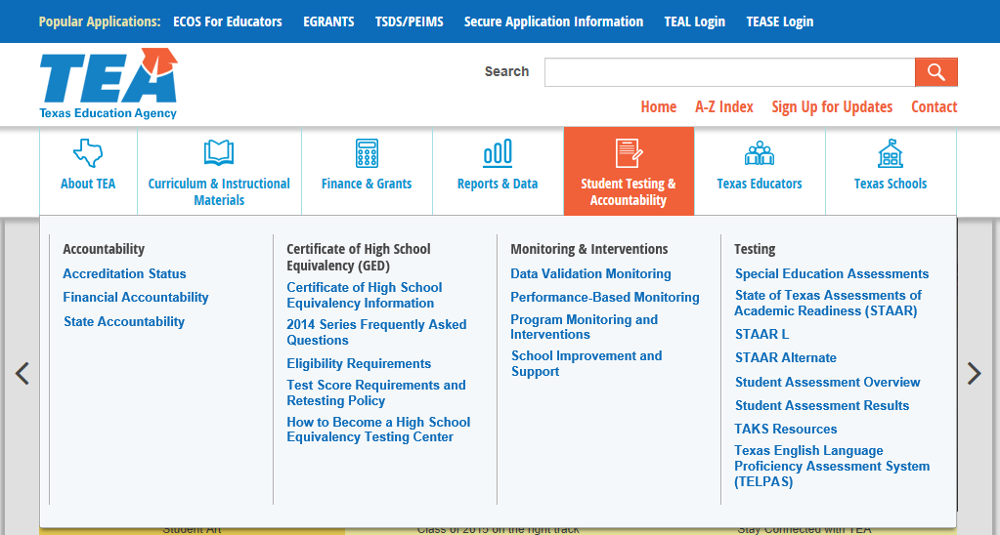 Popular Applications: ECOS For Educators EGRANTS TSDS/PEIMS Secure Application Information TEAL Login TEASE Login
TEA
Texas Education Agency
Search
Home A-Z Index Sign Up for Updates Contact
About TEA
Curriculum & Instructional
Materials
Finance & Grants
Reports & Data
Student Testing &
Accountability
Texas Educators
Texas Schools
Accountability
Accreditation Status
Financial Accountability
State Accountability
Certificate of High School
Equivalency (GED)
Certificate of High School
Equivalency Information
2014 Series Frequently Asked
Questions
Eligibility Requirements
Test Score Requirements and
Retesting Policy
How to Become a High School
Equivalency Testing Center
Monitoring & Interventions
Data Validation Monitoring
Performance-Based Monitoring
Program Monitoring and
Interventions
School Improvement and
Support
Testing
Special Education Assessments
State of Texas Assessments of
Academic Readiness (STAAR)
STAAR L
STAAR Alternate
Student Assessment Overview
Student Assessment Results
TAKS Resources
Texas English Language
Proficiency Assessment System
(TELPAS)
Student Art
Class of 2015 on the right track
Stay Connected with TEA